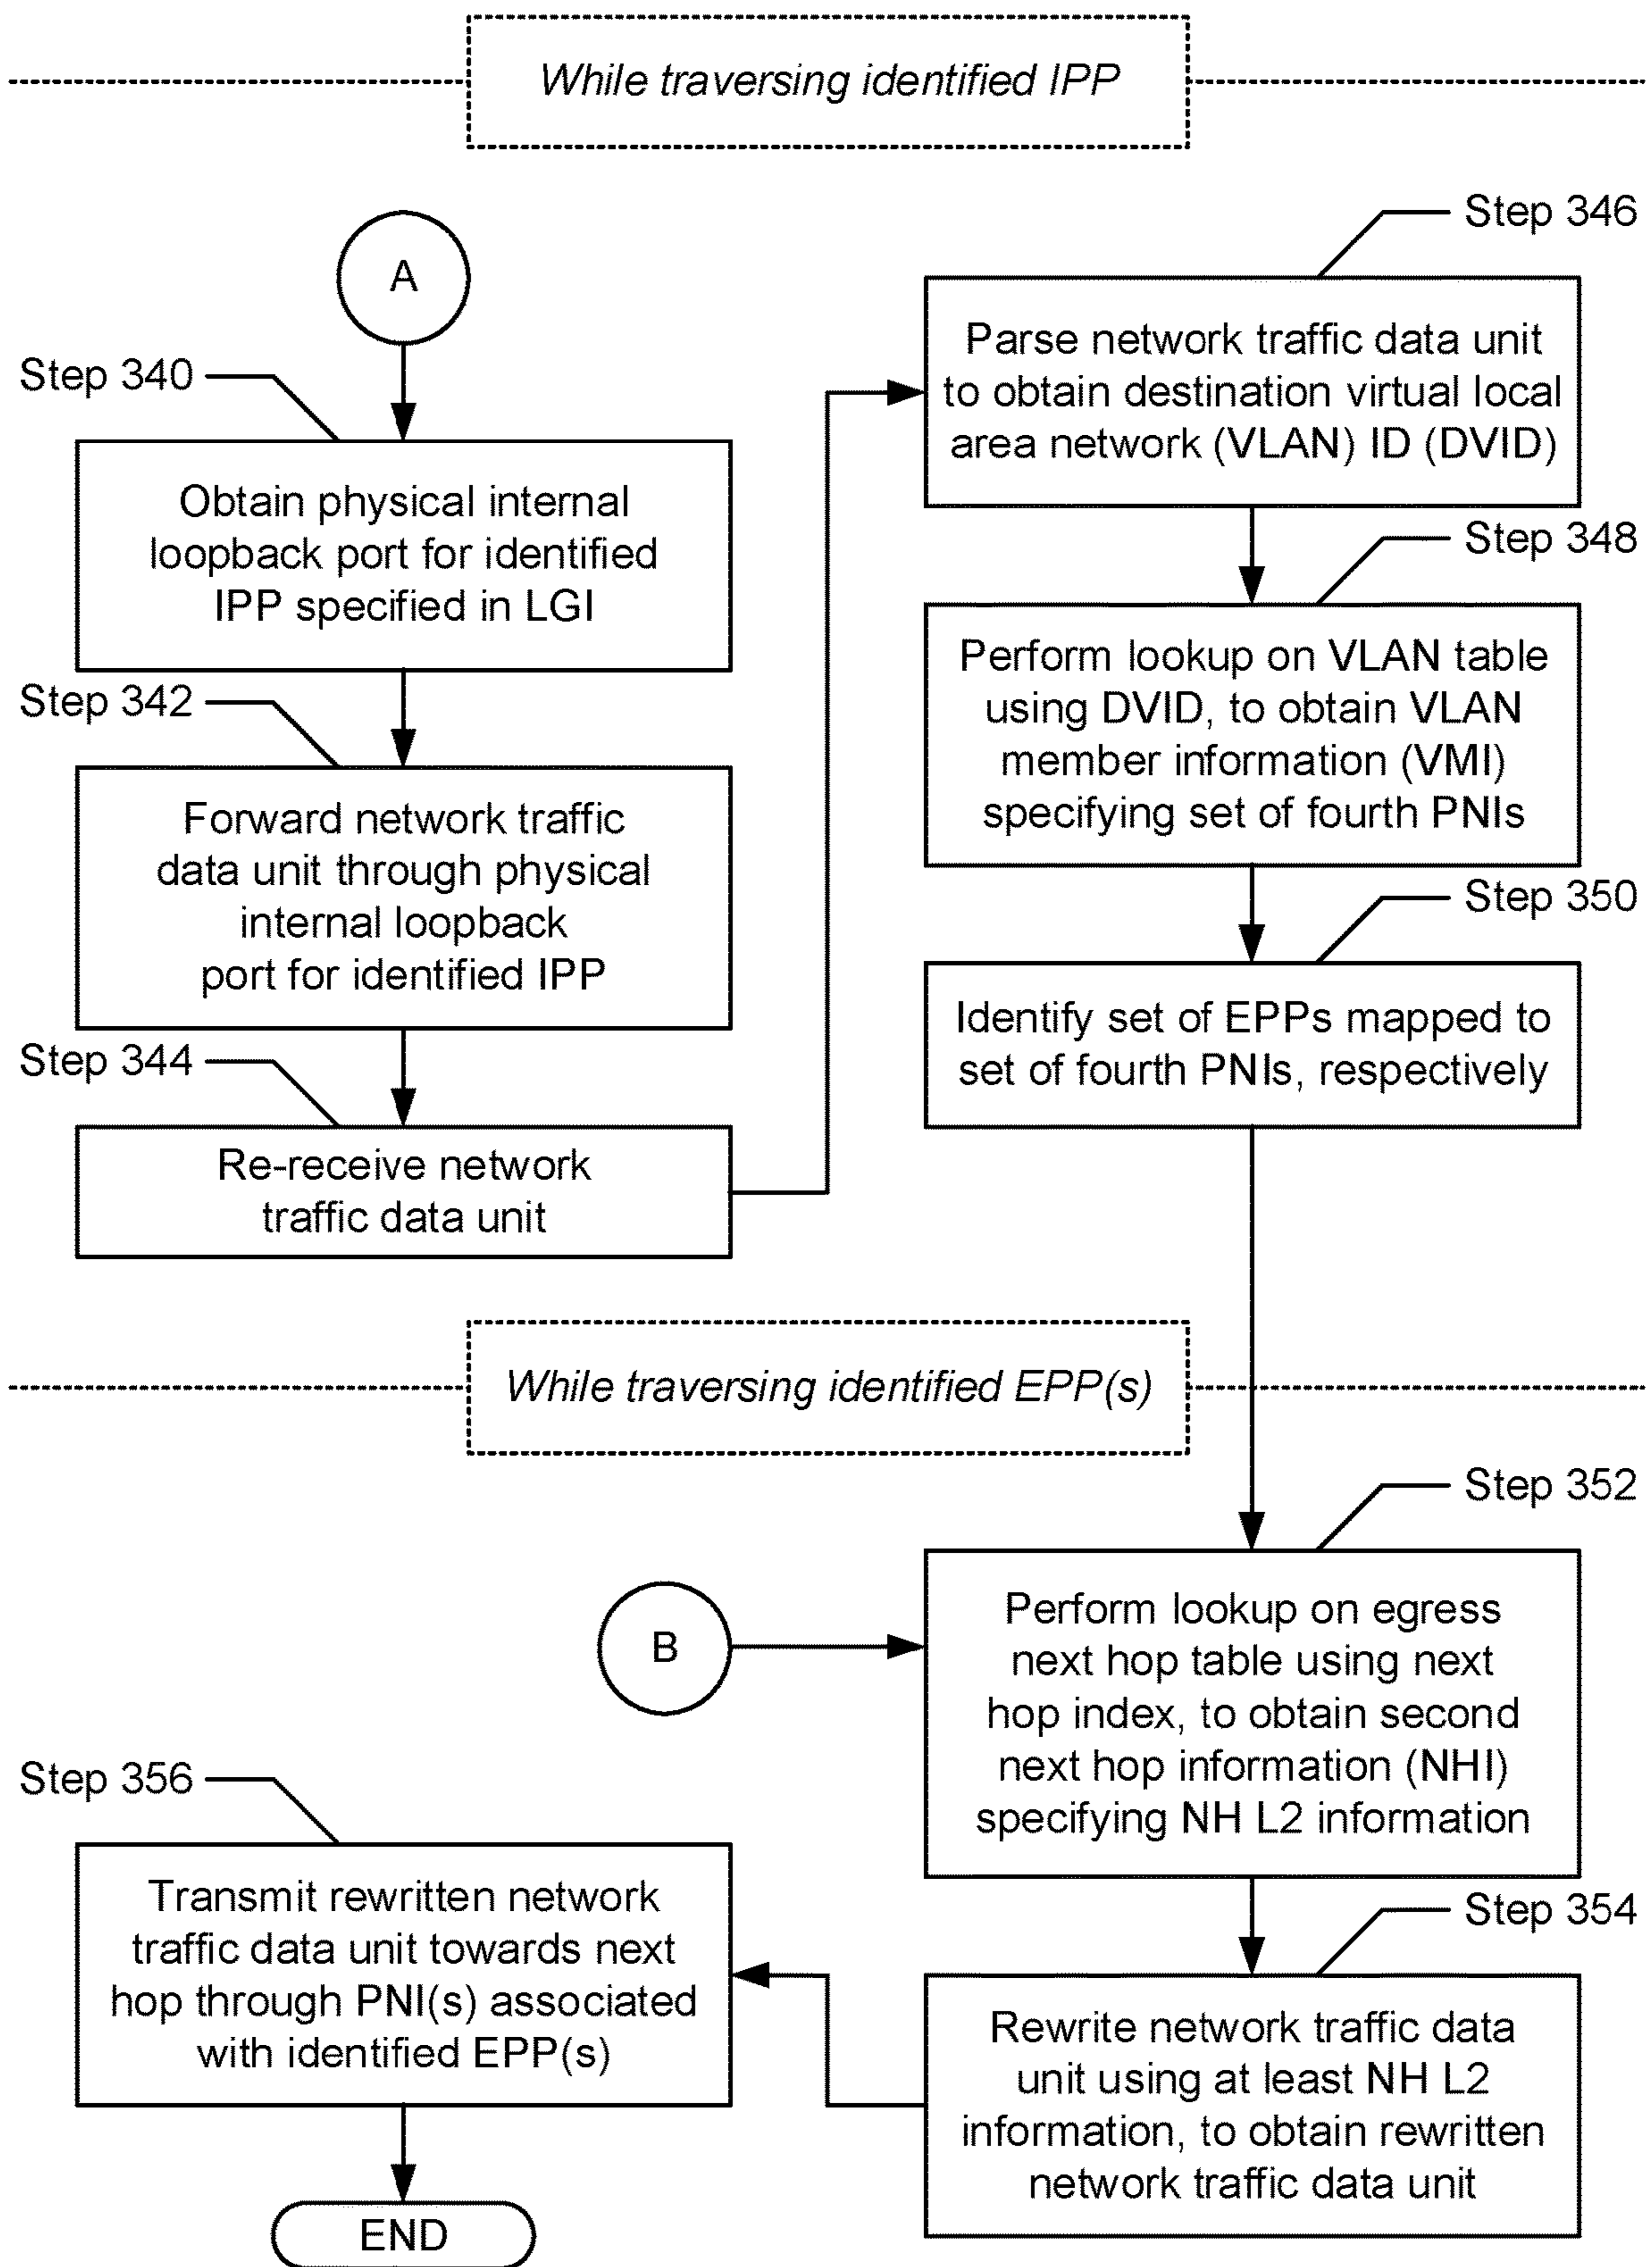 While traversing identified IPP
A
Step 340
Obtain physical internal
loopback port for identified
IPP specified in LGI
Step 342
Forward network traffic
data unit through physical
internal loopback
port for identified IPP
Step 344
Re-receive network
traffic data unit
Step 346
Parse network traffic data unit
to obtain destination virtual local
area network (VLAN) ID (DVID)
Step 348
Perform lookup on VLAN table
using DVID, to obtain VLAN
member information (VMI)
specifying set of fourth PNIs
Step 350
Identify set of EPPs mapped to
set of fourth PNIs, respectively
While traversing identified EPP(s)
B
Step 352
Perform lookup on egress
next hop table using next
hop index, to obtain second
next hop information (NHI)
specifying NH L2 information
Step 354
Rewrite network traffic data
unit using at least NH L2
information, to obtain rewritten
network traffic data unit
Step 356
Transmit rewritten network
traffic data unit towards next
hop through PNI(s) associated
with identified EPP(s)
END